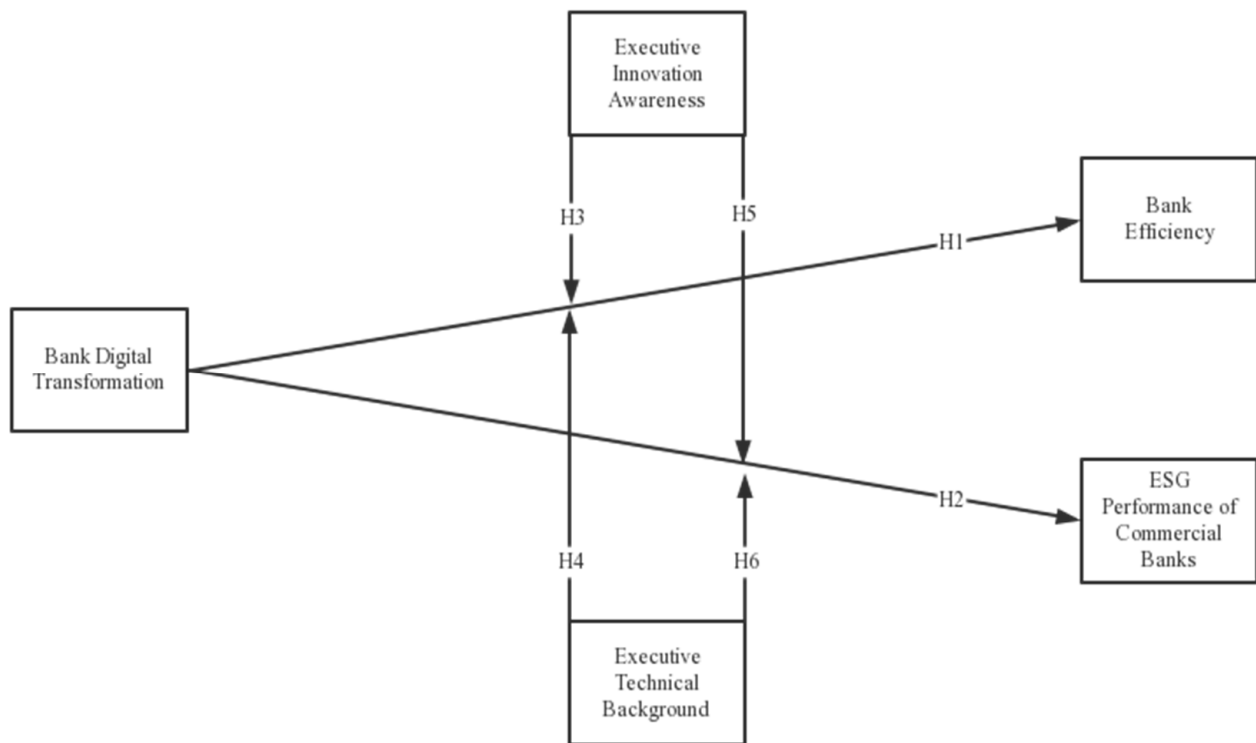 Executive
Innovation
Awareness
H3
H5
H1
Bank
Efficiency
Bank Digital
Transformation
H2
ESG
Performance of
Commercial
Banks
H4
H6
Executive
Technical
Background